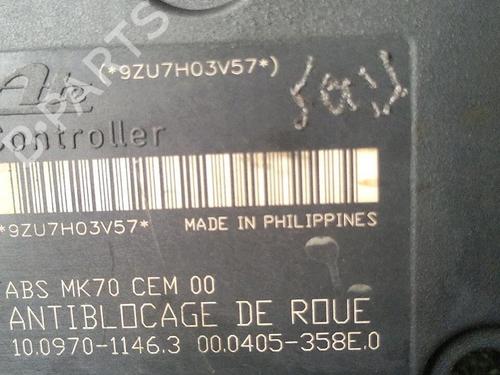 (*9ZU7H03V57*)
Ate
Controller
*9ZU7H03V57* MADE IN PHILIPPINES
ABS MK70 CEM 00
ANTIBLOCAGE DE ROUE
10.0970-1146.3 00.0405-358E.0